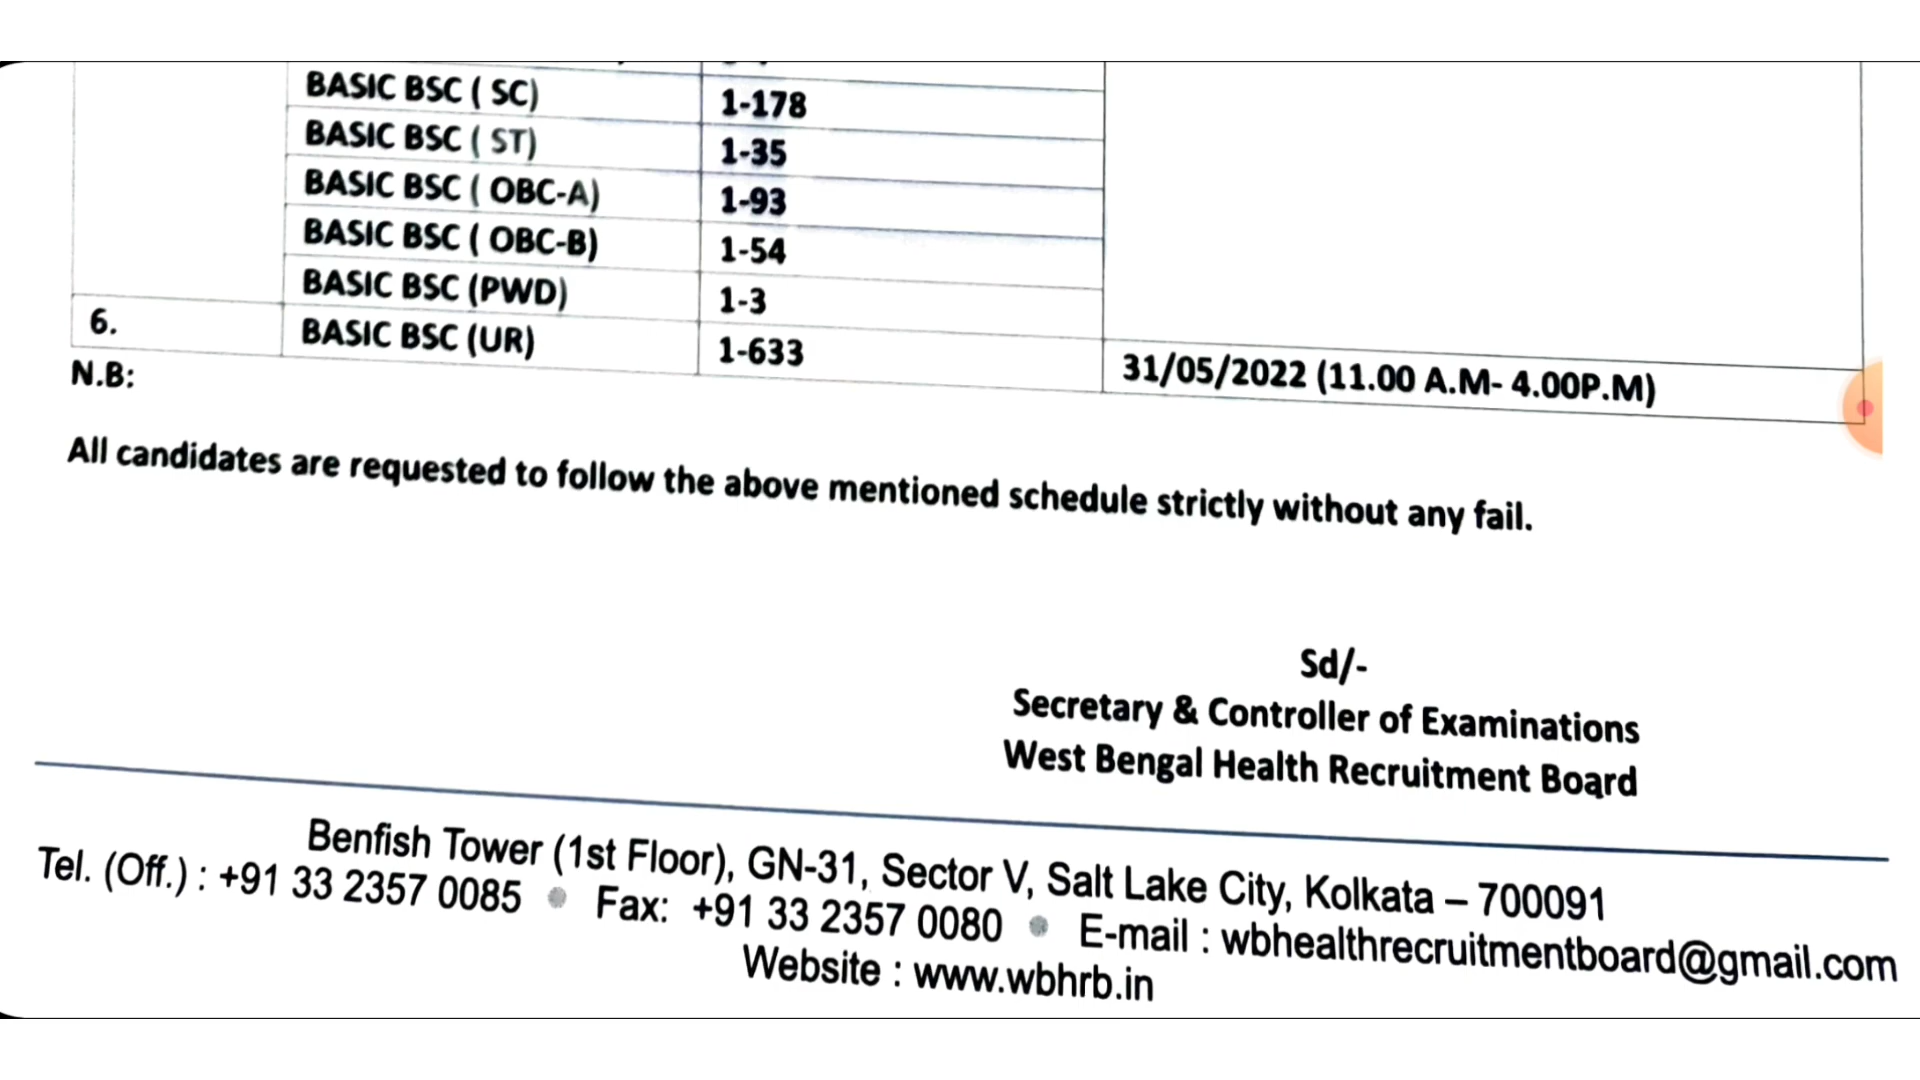 BASIC BSC ( SC) 1-178
BASIC BSC ( ST) 1-35
BASIC BSC ( OBC-A) 1-93
BASIC BSC ( OBC-B) 1-54
BASIC BSC (PWD) 1-3
6. BASIC BSC (UR) 1-633 31/05/2022 (11.00 A.M- 4.00P.M)
N.B:
All candidates are requested to follow the above mentioned schedule strictly without any fail.
Sd/-
Secretary & Controller of Examinations
West Bengal Health Recruitment Board
Benfish Tower (1st Floor), GN-31, Sector V, Salt Lake City, Kolkata – 700091
Tel. (Off.) : +91 33 2357 0085 Fax: +91 33 2357 0080 E-mail : wbhealthrecruitmentboard@gmail.com
Website : www.wbhrb.in